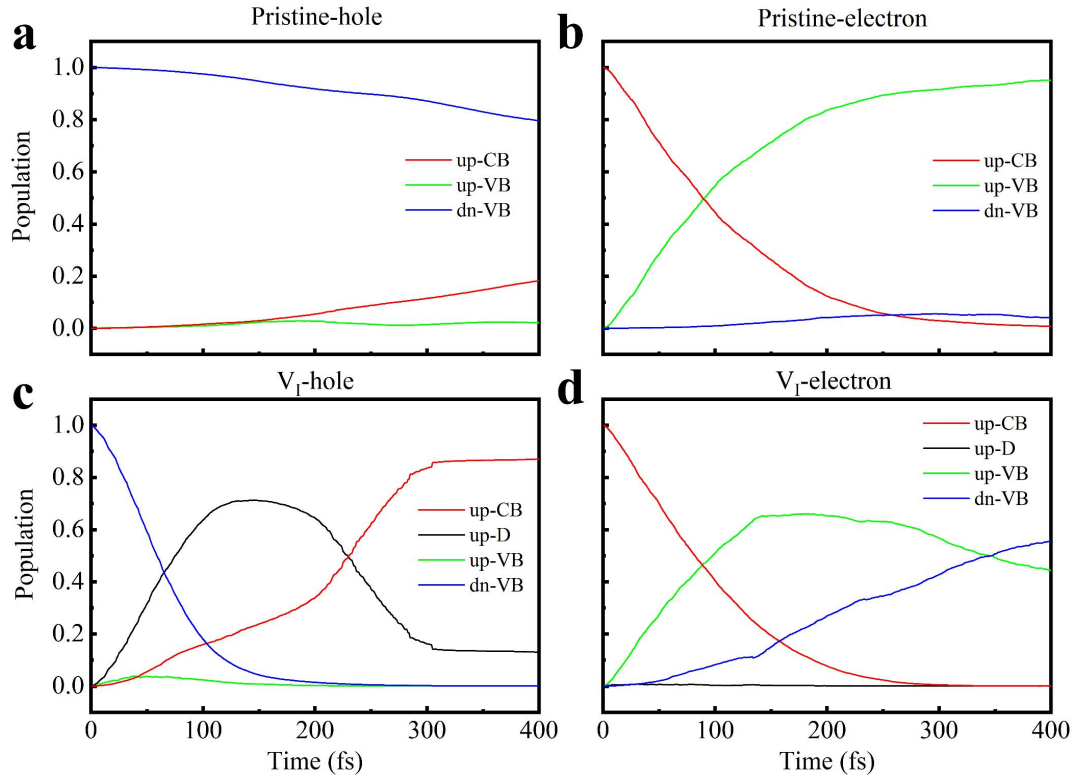 a
Pristine-hole
Population
1.0
0.8
0.6
0.4
0.2
0.0
up-CB
up-VB
dn-VB
b
Pristine-electron
up-CB
up-VB
dn-VB
c
V_I-hole
Population
1.0
0.8
0.6
0.4
0.2
0.0
up-CB
up-D
up-VB
dn-VB
0 100 200 300 400
Time (fs)
d
V_I-electron
up-CB
up-D
up-VB
dn-VB
0 100 200 300 400
Time (fs)